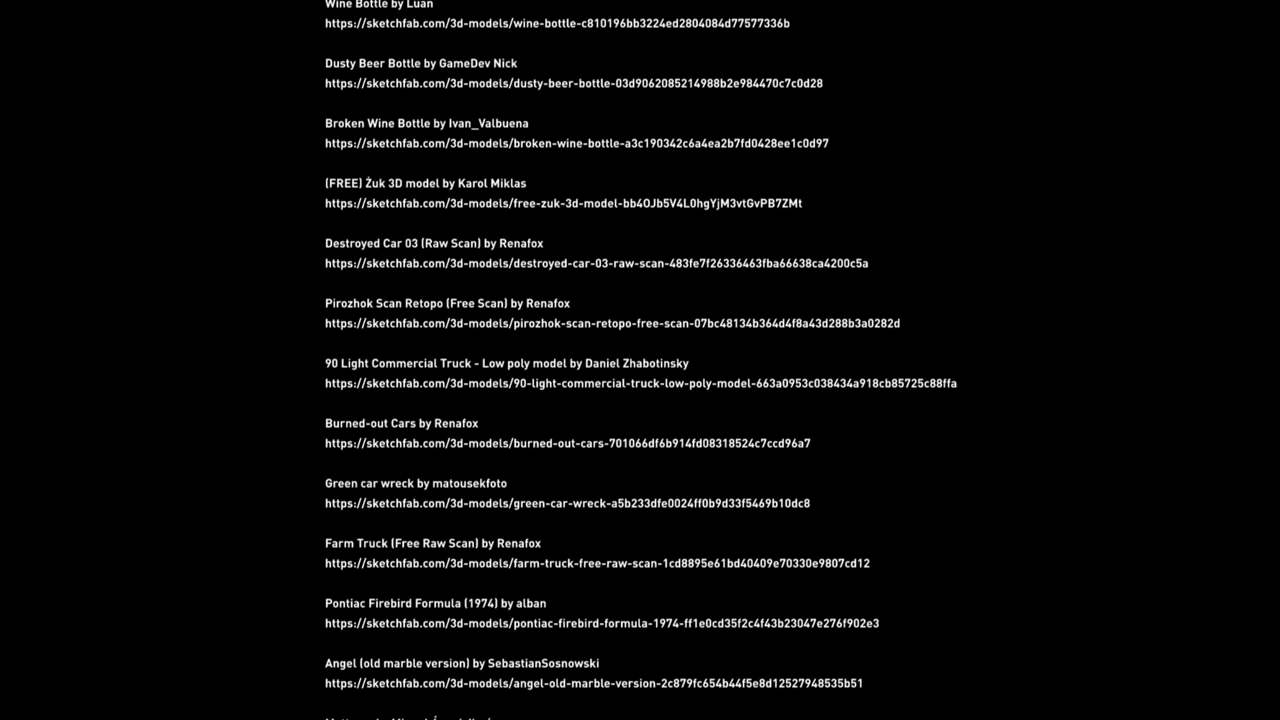 Wine Bottle by Luan
https://sketchfab.com/3d-models/wine-bottle-c810196bb3224ed2804084d77577336b
Dusty Beer Bottle by GameDev Nick
https://sketchfab.com/3d-models/dusty-beer-bottle-03d9062085214988b2e984470c7c0d28
Broken Wine Bottle by Ivan_Valbuena
https://sketchfab.com/3d-models/broken-wine-bottle-a3c190342c6a4ea2b7fd0428ee1c0d97
(FREE) Żuk 3D model by Karol Miklas
https://sketchfab.com/3d-models/free-zuk-3d-model-bb4OJb5V4L0hgYjM3vtGvPB7ZMt
Destroyed Car 03 (Raw Scan) by Renafox
https://sketchfab.com/3d-models/destroyed-car-03-raw-scan-483fe7f26336463fba66638ca4200c5a
Pirozhok Scan Retopo (Free Scan) by Renafox
https://sketchfab.com/3d-models/pirozhok-scan-retopo-free-scan-07bc48134b364d4f8a43d288b3a0282d
90 Light Commercial Truck - Low poly model by Daniel Zhabotinsky
https://sketchfab.com/3d-models/90-light-commercial-truck-low-poly-model-663a0953c038434a918cb85725c88ffa
Burned-out Cars by Renafox
https://sketchfab.com/3d-models/burned-out-cars-701066df6b914fd08318524c7ccd96a7
Green car wreck by matousekfoto
https://sketchfab.com/3d-models/green-car-wreck-a5b233dfe0024ff0b9d33f5469b10dc8
Farm Truck (Free Raw Scan) by Renafox
https://sketchfab.com/3d-models/farm-truck-free-raw-scan-1cd8895e61bd40409e70330e9807cd12
Pontiac Firebird Formula (1974) by alban
https://sketchfab.com/3d-models/pontiac-firebird-formula-1974-ff1e0cd35f2c4f43b23047e276f902e3
Angel (old marble version) by SebastianSosnowski
https://sketchfab.com/3d-models/angel-old-marble-version-2c879fc654b44f5e8d12527948535b51